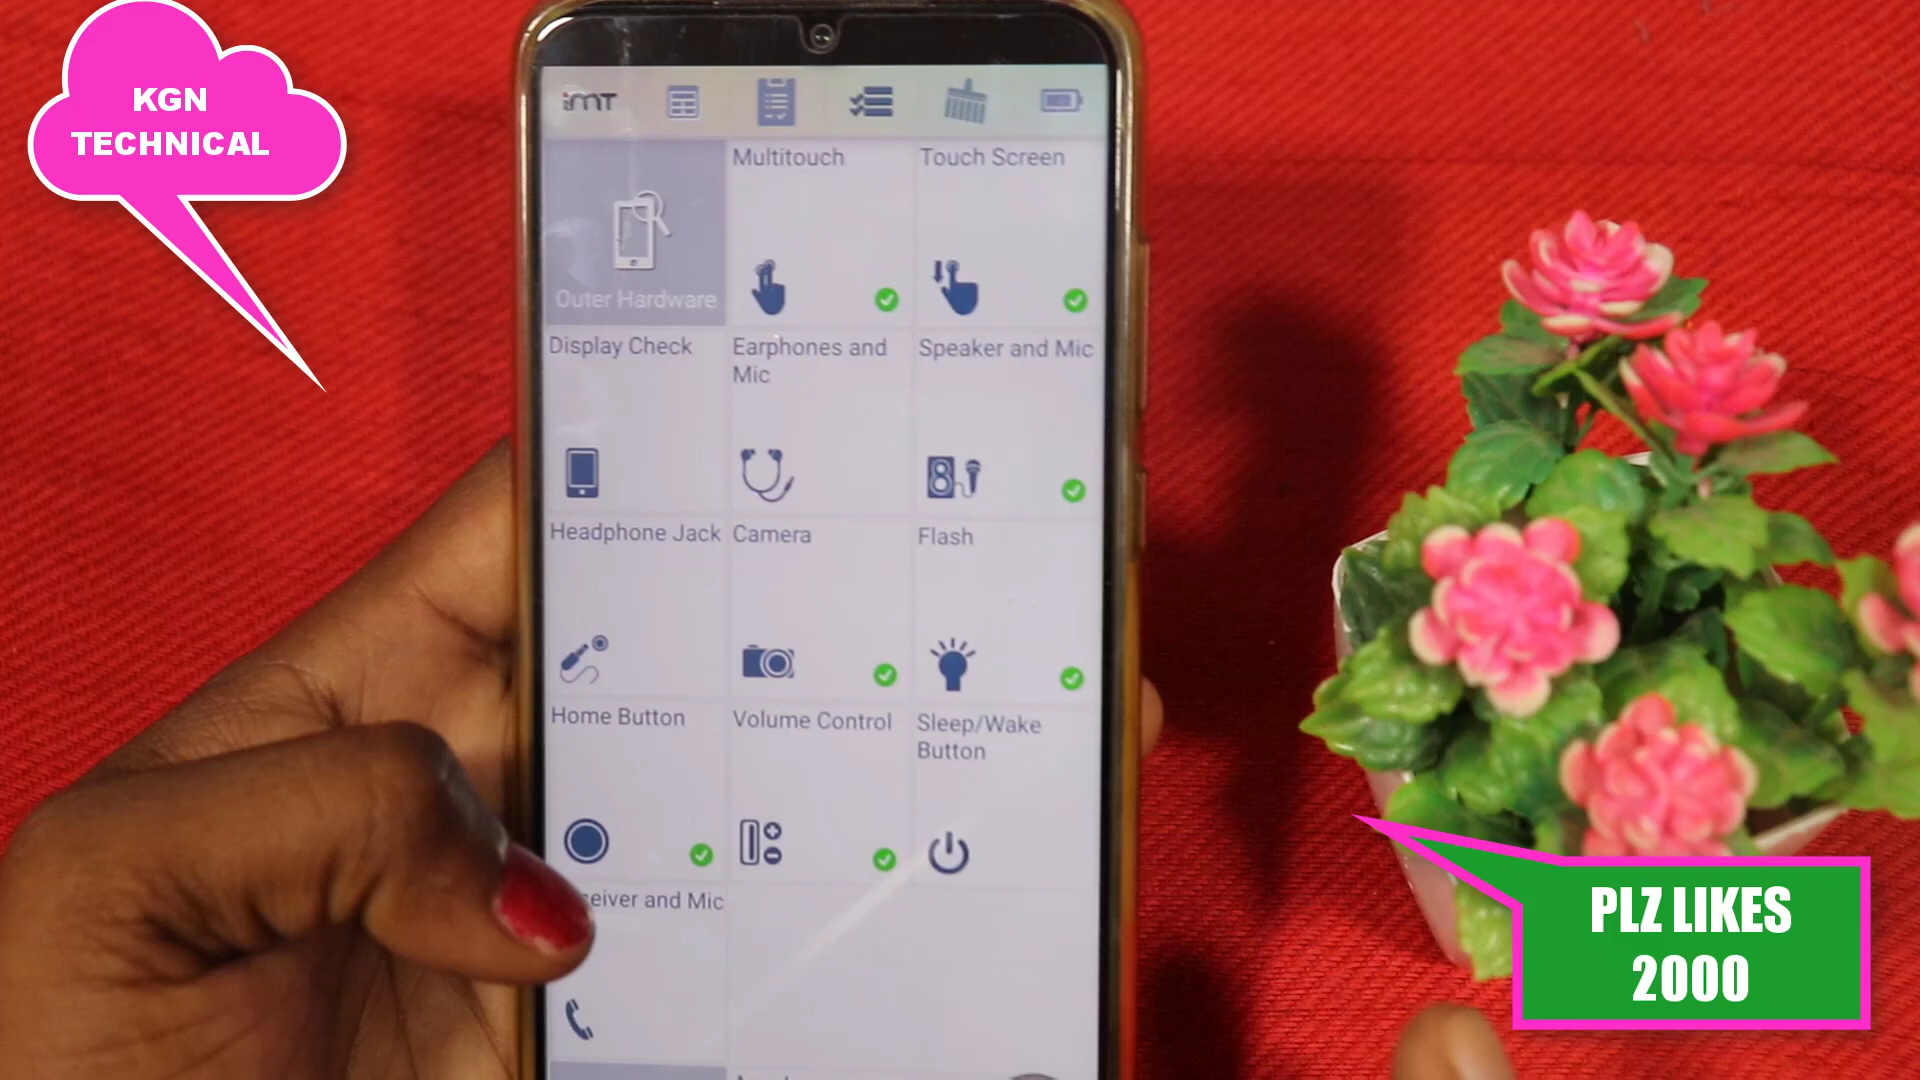 KGN
TECHNICAL
iMT
Multitouch
Touch Screen
Outer Hardware
Display Check
Earphones and
Mic
Speaker and Mic
Headphone Jack
Camera
Flash
Home Button
Volume Control
Sleep/Wake
Button
eiver and Mic
PLZ LIKES
2000